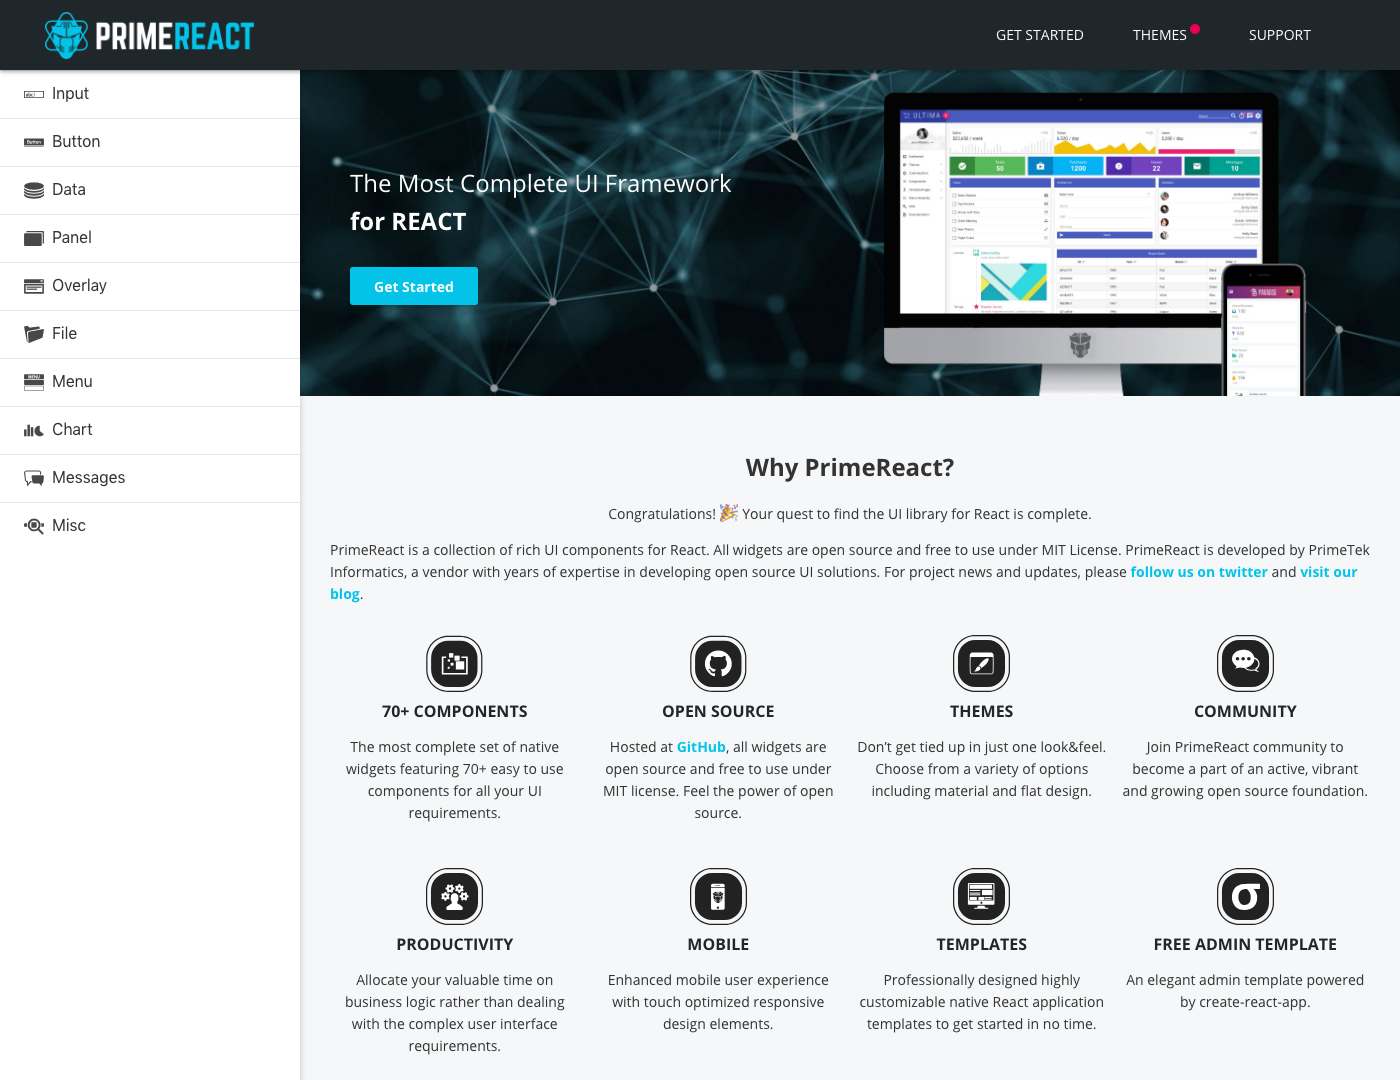 PRIMEREACT
GET STARTED
THEMES
SUPPORT
Input
Button
Data
Panel
Overlay
File
Menu
Chart
Messages
Misc
The Most Complete UI Framework
for REACT
Get Started
ULTIMA
50
1200
22
10
PARADISE
Why PrimeReact?
Congratulations! 🎉 Your quest to find the UI library for React is complete.
PrimeReact is a collection of rich UI components for React. All widgets are open source and free to use under MIT License. PrimeReact is developed by PrimeTek
Informatics, a vendor with years of expertise in developing open source UI solutions. For project news and updates, please follow us on twitter and visit our
blog.
70+ COMPONENTS
The most complete set of native
widgets featuring 70+ easy to use
components for all your UI
requirements.
OPEN SOURCE
Hosted at GitHub, all widgets are
open source and free to use under
MIT license. Feel the power of open
source.
THEMES
Don’t get tied up in just one look&feel.
Choose from a variety of options
including material and flat design.
COMMUNITY
Join PrimeReact community to
become a part of an active, vibrant
and growing open source foundation.
PRODUCTIVITY
Allocate your valuable time on
business logic rather than dealing
with the complex user interface
requirements.
MOBILE
Enhanced mobile user experience
with touch optimized responsive
design elements.
TEMPLATES
Professionally designed highly
customizable native React application
templates to get started in no time.
FREE ADMIN TEMPLATE
An elegant admin template powered
by create-react-app.